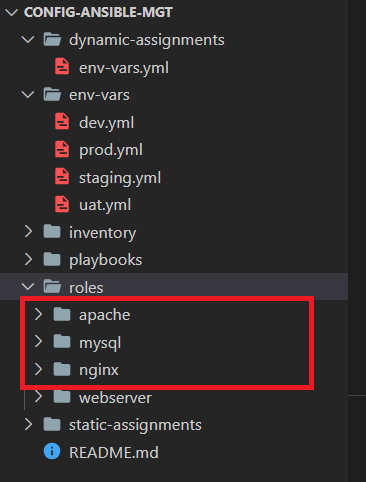 CONFIG-ANSIBLE-MGT
dynamic-assignments
env-vars.yml
env-vars
dev.yml
prod.yml
staging.yml
uat.yml
inventory
playbooks
roles
apache
mysql
nginx
webserver
static-assignments
README.md